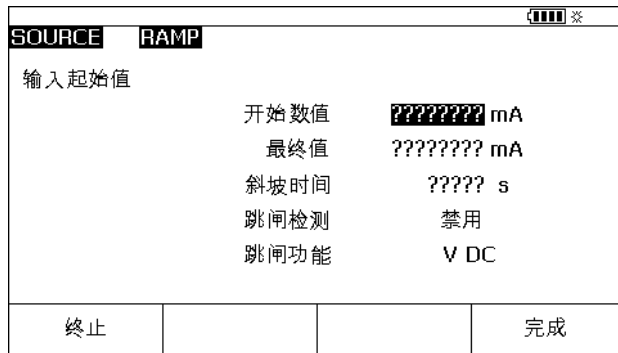 SOURCE RAMP
输入起始值
开始数值 ???????? mA
最终值 ???????? mA
斜坡时间 ????? s
跳闸检测 禁用
跳闸功能 V DC
终止 完成